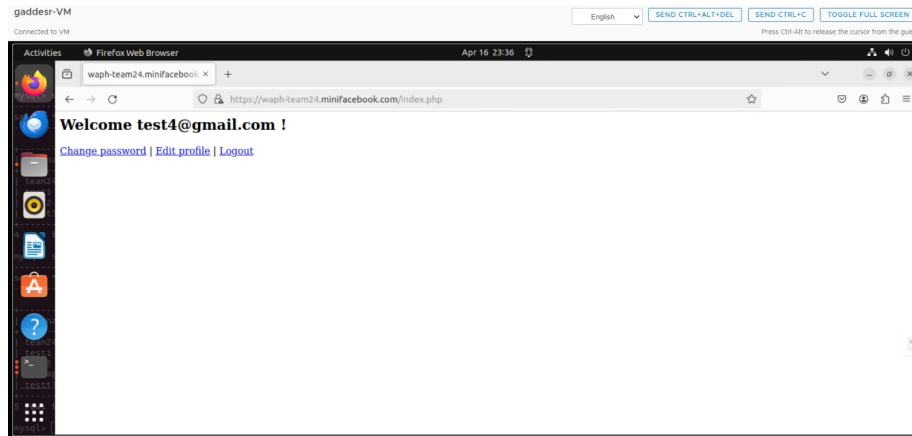 gaddesr-VM
English SEND CTRL+ALT+DEL SEND CTRL+C TOGGLE FULL SCREEN
Connected to VM
Press Ctrl-Alt to release the cursor from the gue
Activities Firefox Web Browser Apr 16 23:36
waph-team24.minifacebook × +
https://waph-team24.minifacebook.com/index.php
Welcome test4@gmail.com !
Change password | Edit profile | Logout
mysql>